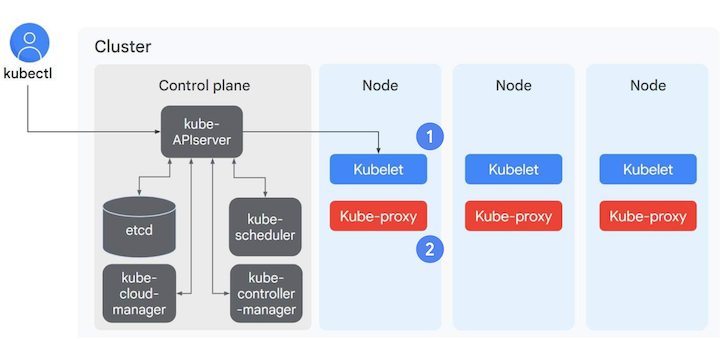 kubectl
Cluster
Control plane
Node
Node
Node
kube-
APIserver
1
Kubelet
Kubelet
Kubelet
etcd
kube-
scheduler
Kube-proxy
Kube-proxy
Kube-proxy
2
kube-
cloud-
manager
kube-
controller
-manager